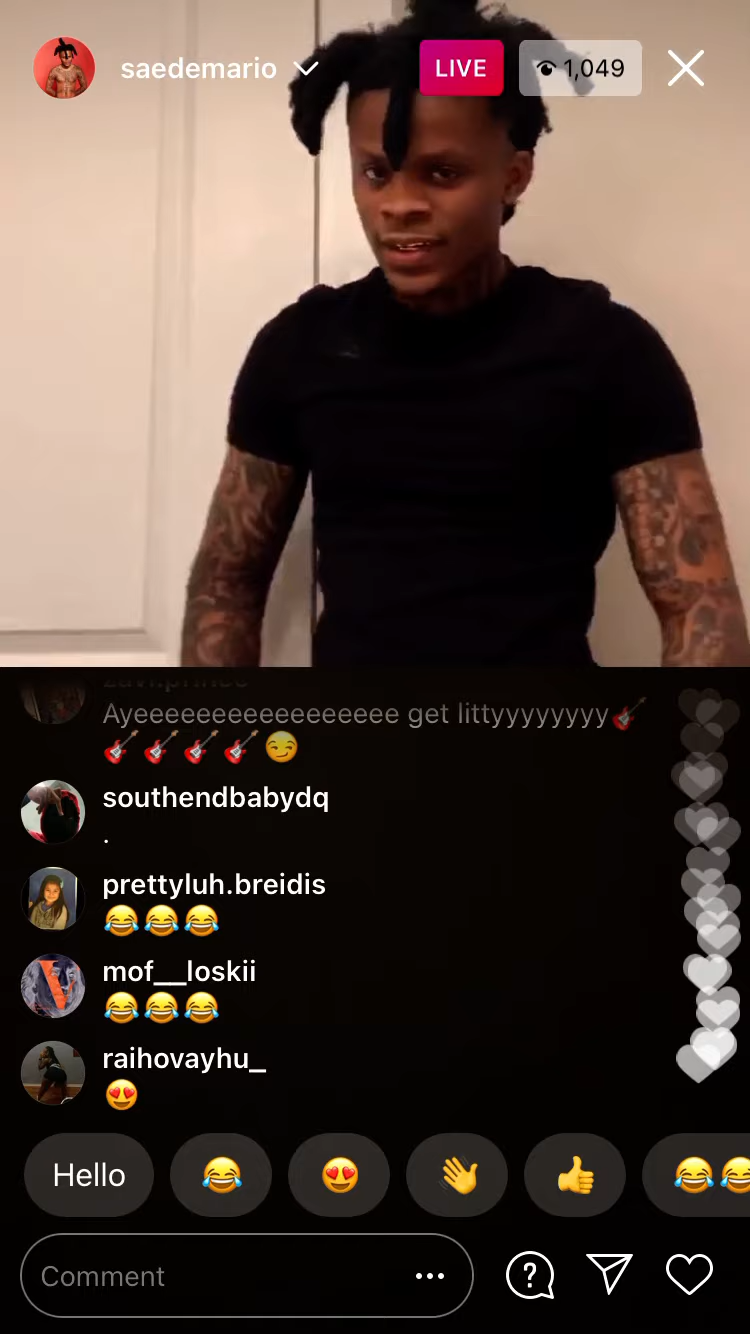 saedemario
LIVE
1,049
Ayeeeeeeeeeeeeeeeee get littyyyyyyyy🎸
🎸🎸🎸🎸😏
southendbabydq
.
prettyluh.breidis
😂😂😂
mof__loskii
😂😂😂
raihovayhu_
😍
Hello 😂 😍 👋 👍 😂😂
Comment